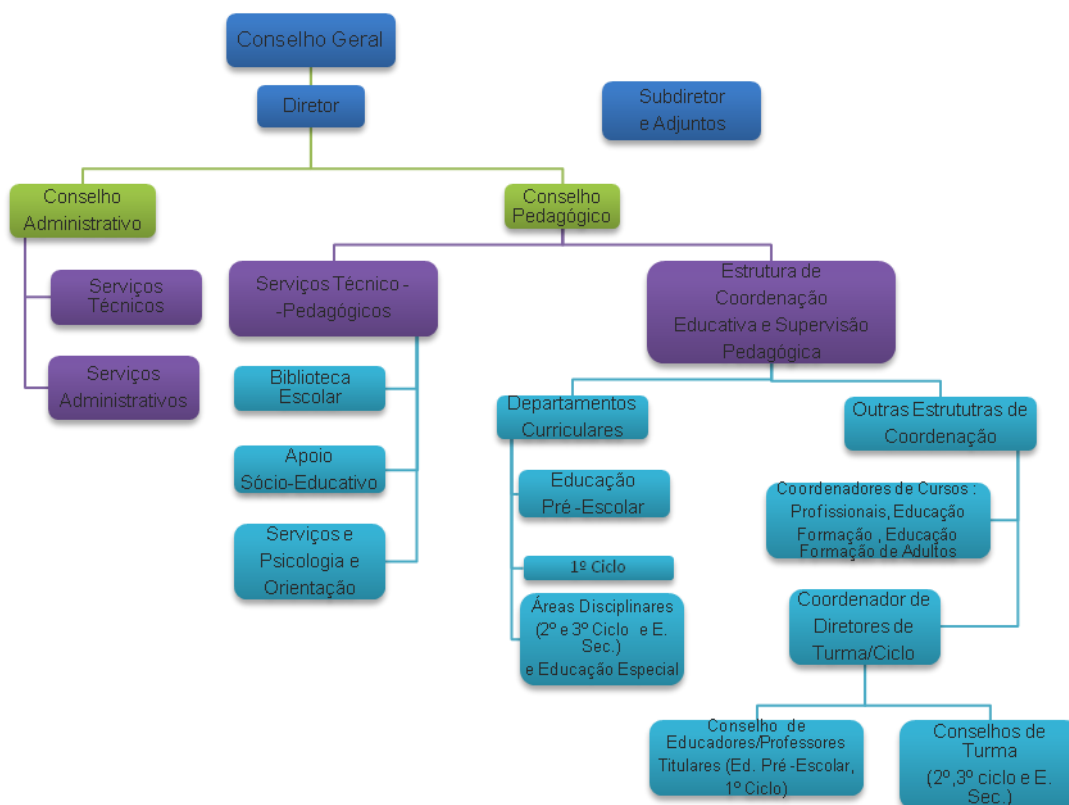 Conselho Geral
Diretor
Subdiretor
e Adjuntos
Conselho
Administrativo
Conselho
Pedagógico
Serviços
Técnicos
Serviços
Administrativos
Serviços Técnico -
-Pedagógicos
Estrutura de
Coordenação
Educativa e Supervisão
Pedagógica
Biblioteca
Escolar
Apoio
Sócio-Educativo
Serviços e
Psicologia e
Orientação
Departamentos
Curriculares
Educação
Pré -Escolar
1º Ciclo
Áreas Disciplinares
(2º e 3º Ciclo e E.
Sec.)
e Educação Especial
Outras Estrututras de
Coordenação
Coordenadores de Cursos :
Profissionais, Educação
Formação , Educação
Formação de Adultos
Coordenador de
Diretores de
Turma/Ciclo
Conselho de
Educadores/Professores
Titulares (Ed. Pré -Escolar,
1º Ciclo)
Conselhos de
Turma
(2º,3º ciclo e E.
Sec.)